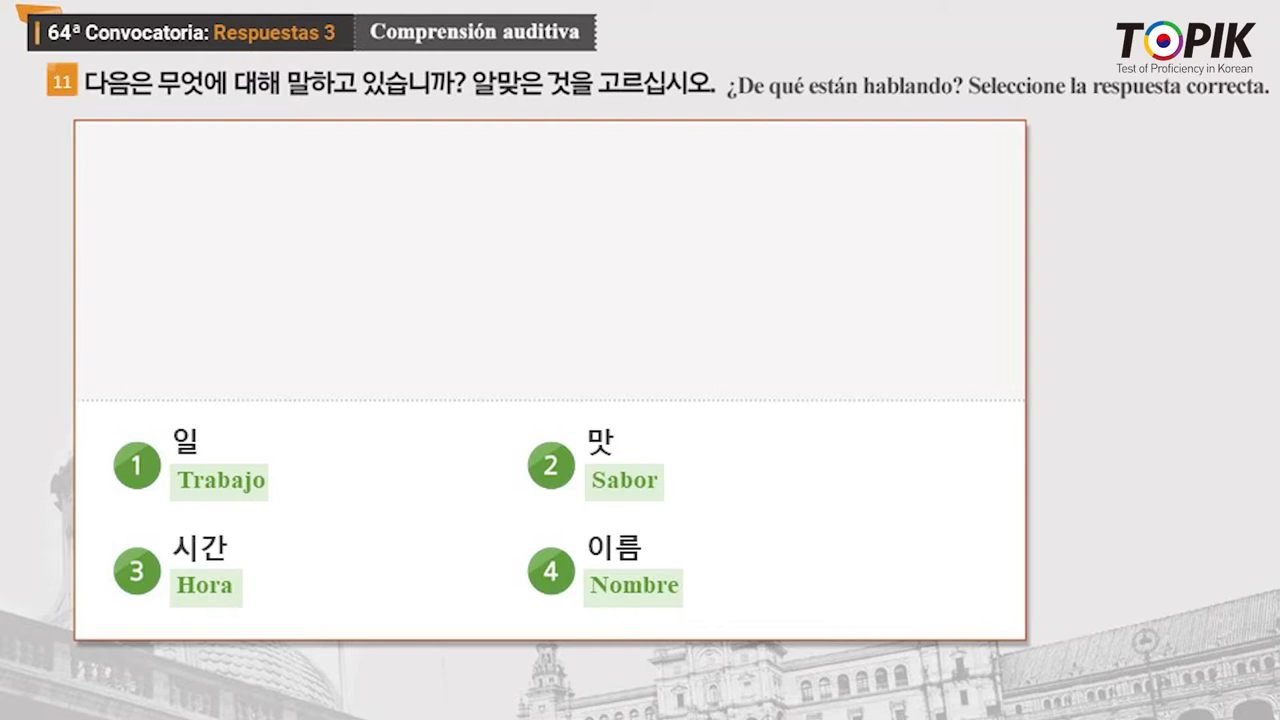 64ª Convocatoria: Respuestas 3 Comprensión auditiva
TOPIK
Test of Proficiency in Korean
11 다음은 무엇에 대해 말하고 있습니까? 알맞은 것을 고르십시오. ¿De qué están hablando? Seleccione la respuesta correcta.
1 일
Trabajo
2 맛
Sabor
3 시간
Hora
4 이름
Nombre